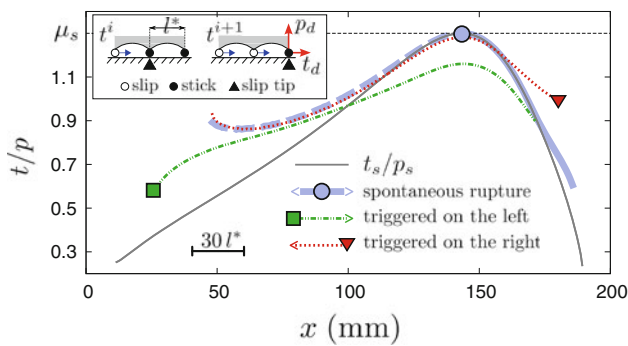 μ_s
1.1
0.9
0.7
0.5
0.3
t/p
t^i
l*
t^{i+1}
p_d
t_d
slip
stick
slip tip
t_s/p_s
spontaneous rupture
triggered on the left
triggered on the right
30 l*
0
50
100
150
200
x (mm)